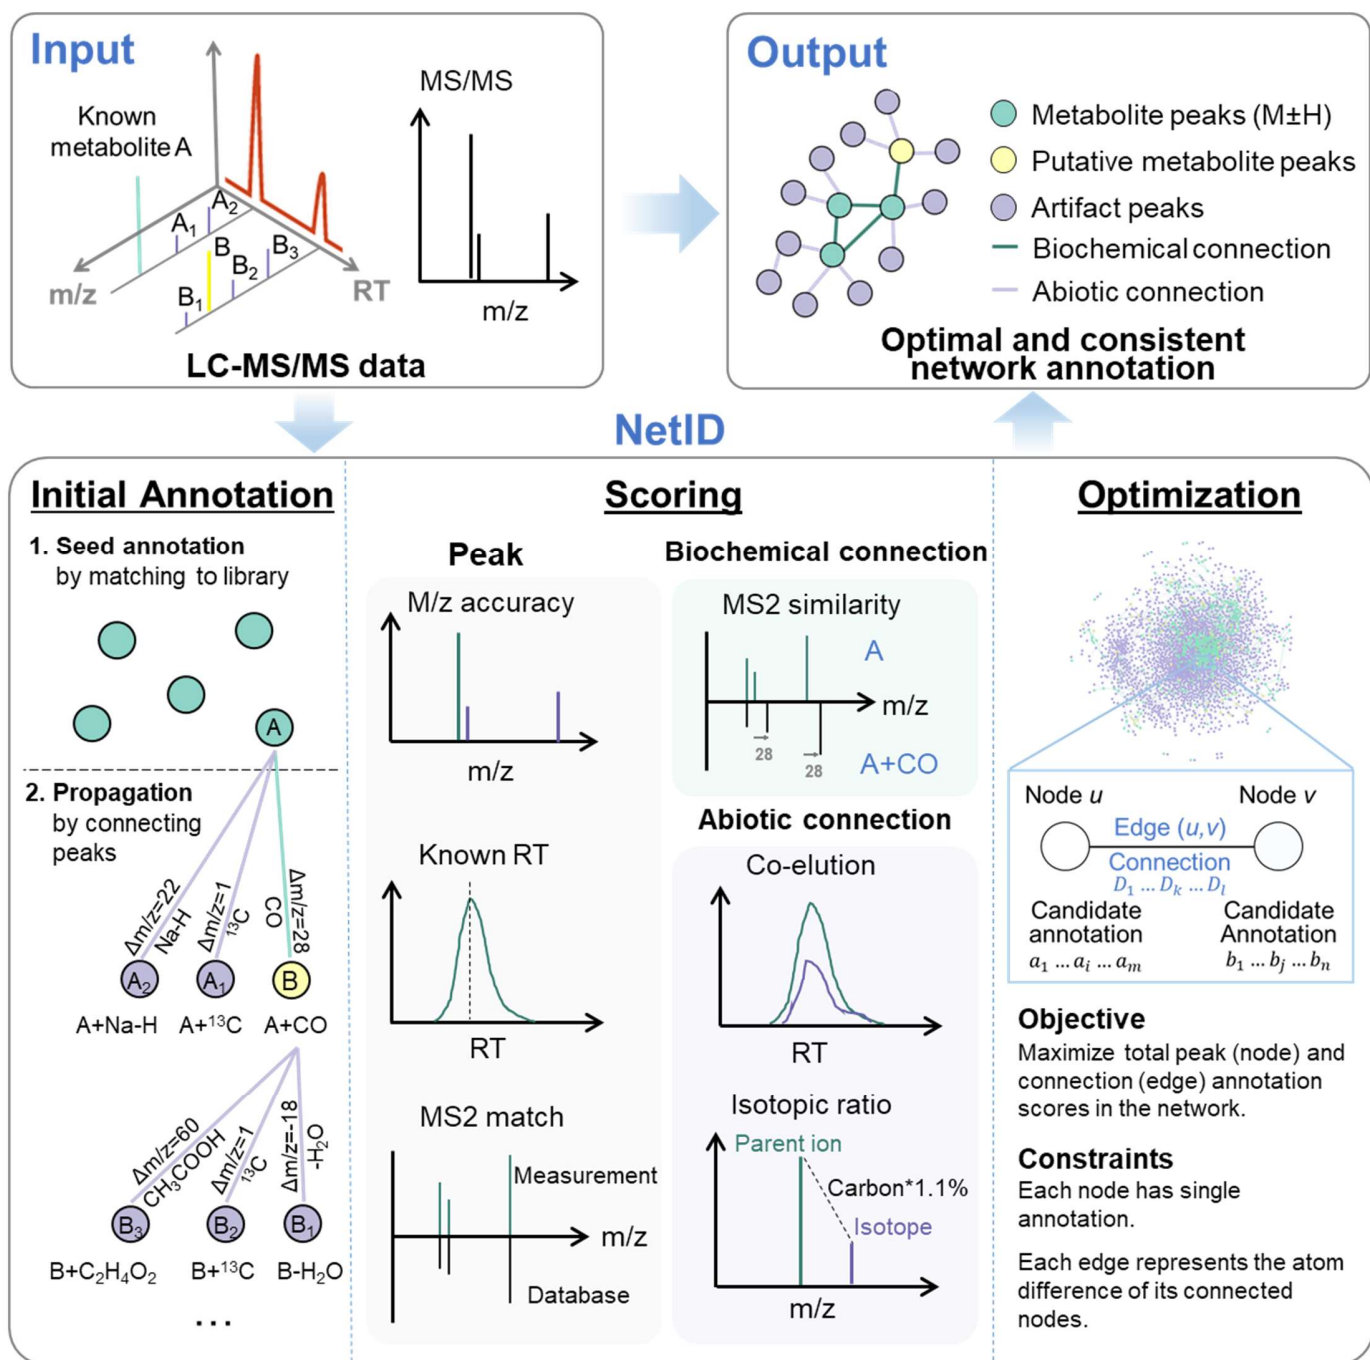 Input
Known
metabolite A
A₁
A₂
B
B₁
B₂
B₃
m/z
RT
MS/MS
m/z
LC-MS/MS data
Output
Metabolite peaks (M±H)
Putative metabolite peaks
Artifact peaks
Biochemical connection
Abiotic connection
Optimal and consistent
network annotation
NetID
Initial Annotation
1. Seed annotation
by matching to library
A
2. Propagation
by connecting
peaks
Δm/z=22
Na-H
Δm/z=1
¹³C
Δm/z=28
CO
A₂
A₁
B
A+Na-H
A+¹³C
A+CO
Δm/z=60
CH₃COOH
Δm/z=1
¹³C
Δm/z=-18
-H₂O
B₃
B₂
B₁
B+C₂H₄O₂
B+¹³C
B-H₂O
...
Scoring
Peak
M/z accuracy
m/z
Known RT
RT
MS2 match
Measurement
m/z
Database
Biochemical connection
MS2 similarity
A
m/z
28
28
A+CO
Abiotic connection
Co-elution
RT
Isotopic ratio
Parent ion
Carbon*1.1%
Isotope
m/z
Optimization
Node u
Node v
Edge (u,v)
Connection
D₁ ... Dₖ ... Dₗ
Candidate
annotation
a₁ ... aᵢ ... aₘ
Candidate
Annotation
b₁ ... bⱼ ... bₙ
Objective
Maximize total peak (node) and
connection (edge) annotation
scores in the network.
Constraints
Each node has single
annotation.
Each edge represents the atom
difference of its connected
nodes.